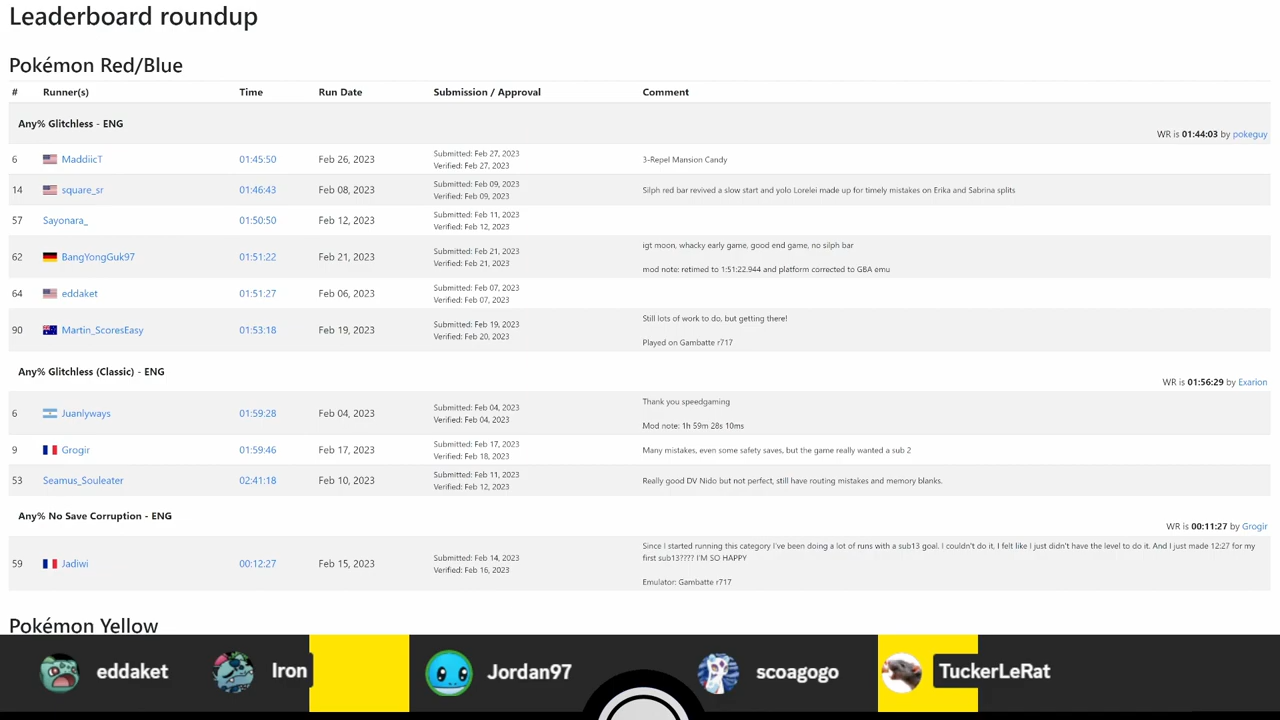 Leaderboard roundup
Pokémon Red/Blue
# Runner(s) Time Run Date Submission / Approval Comment
Any% Glitchless - ENG
WR is 01:44:03 by pokeguy
6 MaddiicT 01:45:50 Feb 26, 2023 Submitted: Feb 27, 2023 3-Repel Mansion Candy
Verified: Feb 27, 2023
14 square_sr 01:46:43 Feb 08, 2023 Submitted: Feb 09, 2023 Silph red bar revived a slow start and yolo Lorelei made up for timely mistakes on Erika and Sabrina splits
Verified: Feb 09, 2023
57 Sayonara_ 01:50:50 Feb 12, 2023 Submitted: Feb 11, 2023
Verified: Feb 12, 2023
62 BangYongGuk97 01:51:22 Feb 21, 2023 Submitted: Feb 21, 2023 igt moon, whacky early game, good end game, no silph bar
Verified: Feb 21, 2023 mod note: retimed to 1:51:22.944 and platform corrected to GBA emu
64 eddaket 01:51:27 Feb 06, 2023 Submitted: Feb 07, 2023
Verified: Feb 07, 2023
90 Martin_ScoresEasy 01:53:18 Feb 19, 2023 Submitted: Feb 19, 2023 Still lots of work to do, but getting there!
Verified: Feb 20, 2023 Played on Gambatte r717
Any% Glitchless (Classic) - ENG
WR is 01:56:29 by Exarion
6 Juanlyways 01:59:28 Feb 04, 2023 Submitted: Feb 04, 2023 Thank you speedgaming
Verified: Feb 04, 2023 Mod note: 1h 59m 28s 10ms
9 Grogir 01:59:46 Feb 17, 2023 Submitted: Feb 17, 2023 Many mistakes, even some safety saves, but the game really wanted a sub 2
Verified: Feb 18, 2023
53 Seamus_Souleater 02:41:18 Feb 10, 2023 Submitted: Feb 11, 2023 Really good DV Nido but not perfect, still have routing mistakes and memory blanks.
Verified: Feb 12, 2023
Any% No Save Corruption - ENG
WR is 00:11:27 by Grogir
59 Jadiwi 00:12:27 Feb 15, 2023 Submitted: Feb 14, 2023 Since I started running this category I've been doing a lot of runs with a sub13 goal. I couldn't do it, I felt like I just didn't have the level to do it. And I just made 12:27 for my
Verified: Feb 16, 2023 first sub13???? I'M SO HAPPY
Emulator: Gambatte r717
Pokémon Yellow
eddaket Iron Jordan97 scoagogo TuckerLeRat